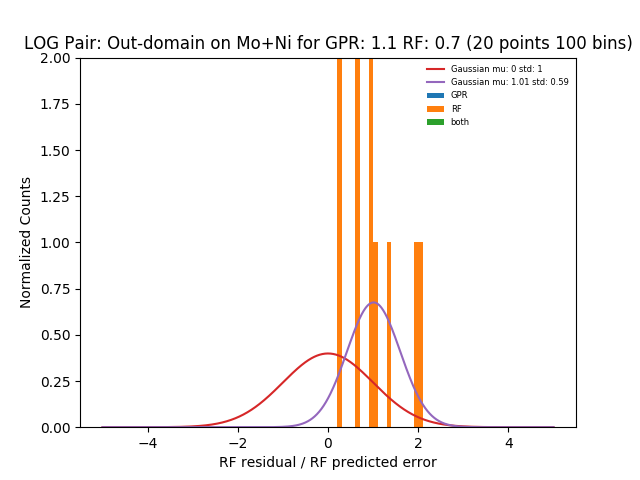 LOG Pair: Out-domain on Mo+Ni for GPR: 1.1 RF: 0.7 (20 points 100 bins)
Gaussian mu: 0 std: 1
Gaussian mu: 1.01 std: 0.59
GPR
RF
both
Normalized Counts
2.00
1.75
1.50
1.25
1.00
0.75
0.50
0.25
0.00
−4 −2 0 2 4
RF residual / RF predicted error